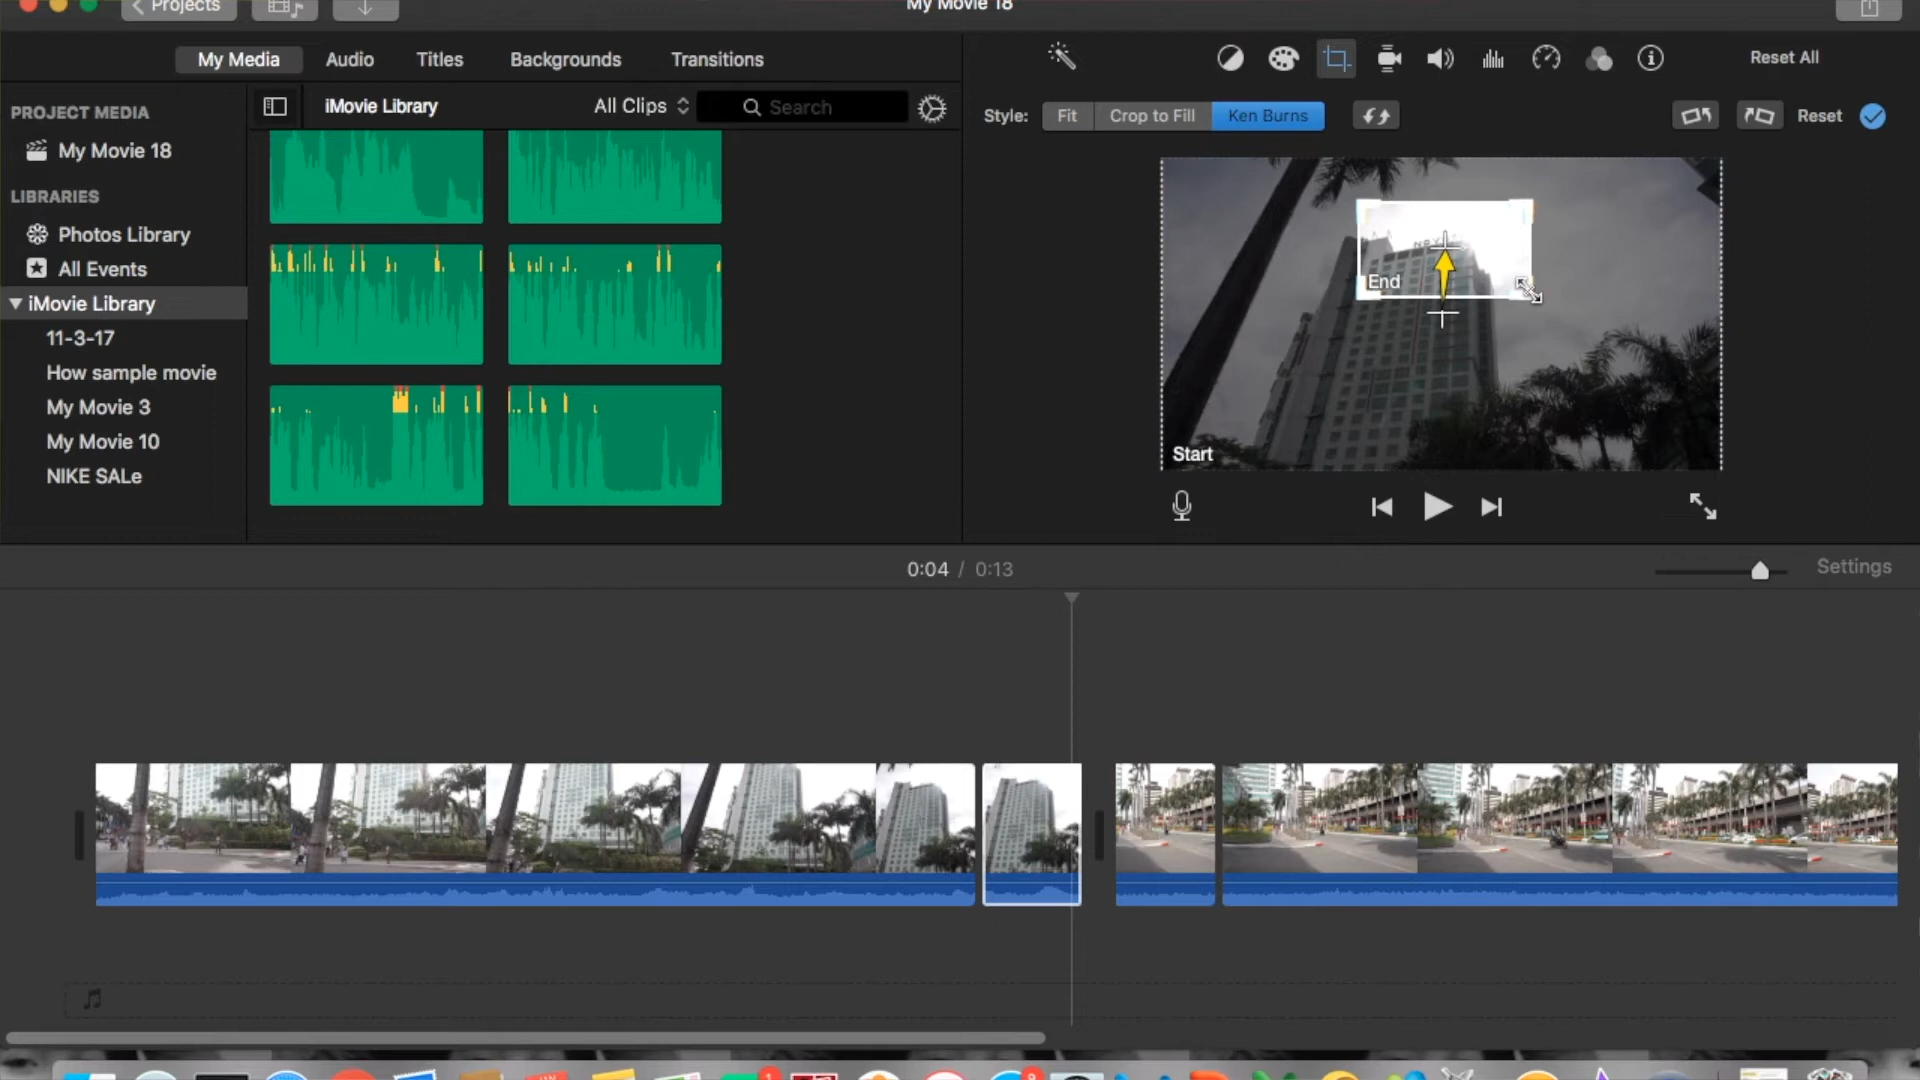 Projects
My Movie 18
My Media Audio Titles Backgrounds Transitions
Reset All
PROJECT MEDIA
iMovie Library All Clips Search
Style: Fit Crop to Fill Ken Burns Reset
My Movie 18
LIBRARIES
Photos Library
All Events
iMovie Library
11-3-17
How sample movie
My Movie 3
My Movie 10
NIKE SALe
End
Start
0:04 / 0:13
Settings